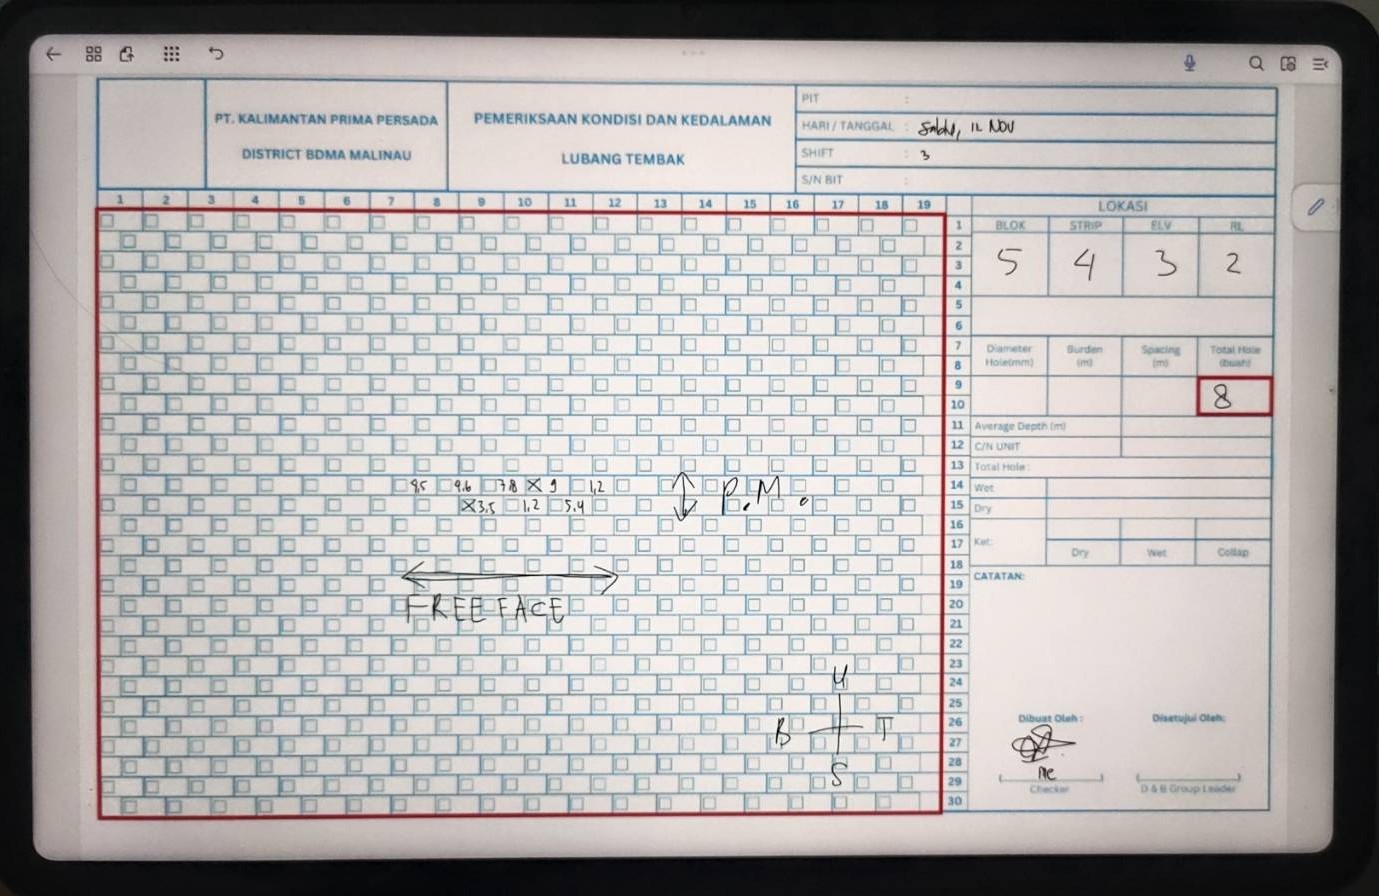 PT. KALIMANTAN PRIMA PERSADA
DISTRICT BDMA MALINAU
PEMERIKSAAN KONDISI DAN KEDALAMAN
LUBANG TEMBAK
PIT :
HARI / TANGGAL : NOV
SHIFT : 3
S/N BIT :
1 2 3 4 5 6 7 8 9 10 11 12 13 14 15 16 17 18 19
LOKASI
BLOK STRIP ELV RL
5 4 3 2
Diameter Hole(mm) Burden (m) Spacing (m) Total Hole (buah)
8
Average Depth (m)
C/N UNIT
Total Hole :
Wet
Dry
Ket:
Dry Wet Collap
CATATAN:
1
2
3
4
5
6
7
8
9
10
11
12
13
14
15
16
17
18
19
20
21
22
23
24
25
26
27
28
29
30
9,6 7,8 X 9 1,2
X 3,5 1,2 5,4
P.M.
FREE FACE
U
B T
S
Dibuat Oleh : Disetujui Oleh:
Checker D & B Group Leader